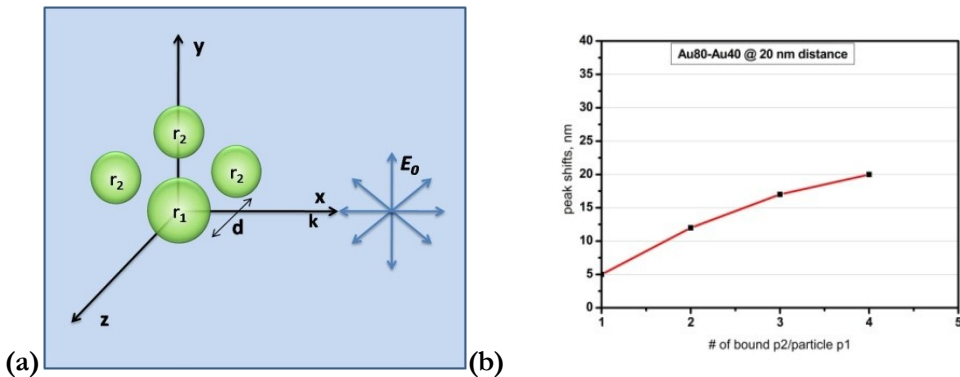 y
r₂
r₂
r₂
E₀
r₁
x
k
d
z
(a)
Au80-Au40 @ 20 nm distance
peak shifts, nm
40
35
30
25
20
15
10
5
0
1 2 3 4 5
# of bound p2/particle p1
(b)